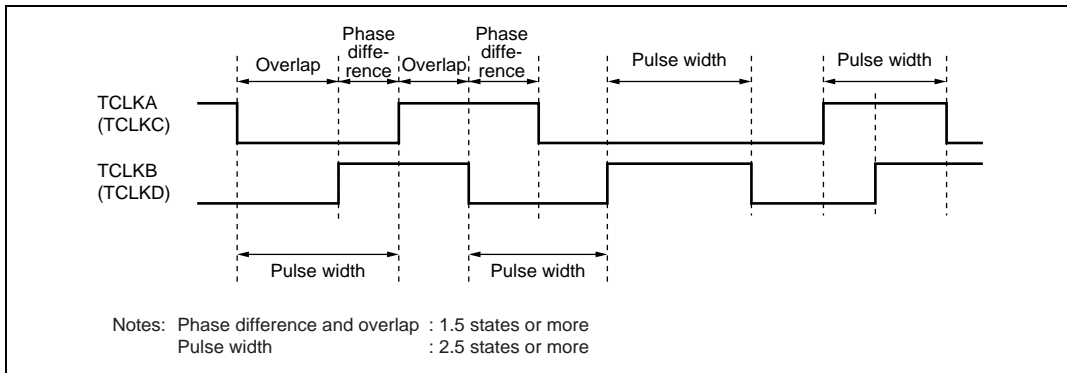 Phase
diffe-
rence
Phase
diffe-
rence
Overlap
Overlap
Pulse width
Pulse width
TCLKA
(TCLKC)
TCLKB
(TCLKD)
Pulse width
Pulse width
Notes: Phase difference and overlap : 1.5 states or more
Pulse width : 2.5 states or more